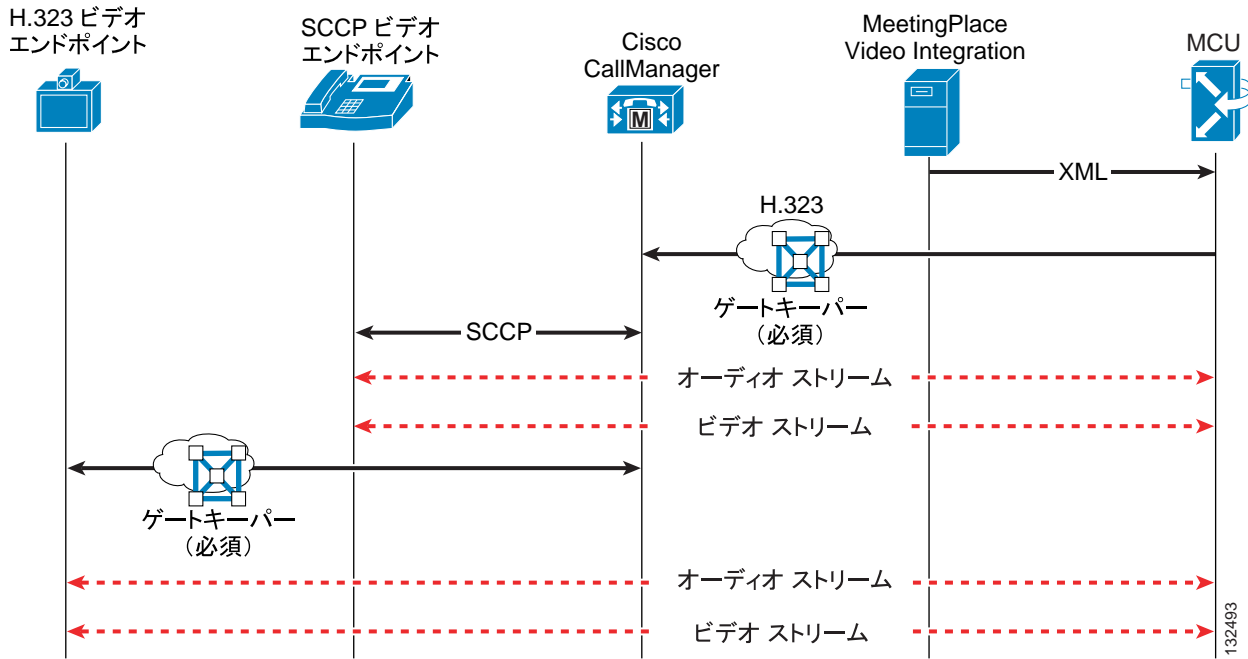 H.323 ビデオ
エンドポイント
SCCP ビデオ
エンドポイント
Cisco
CallManager
MeetingPlace
Video Integration
MCU
M
XML
H.323
ゲートキーパー
（必須）
SCCP
オーディオ ストリーム
ビデオ ストリーム
ゲートキーパー
（必須）
オーディオ ストリーム
ビデオ ストリーム
132493